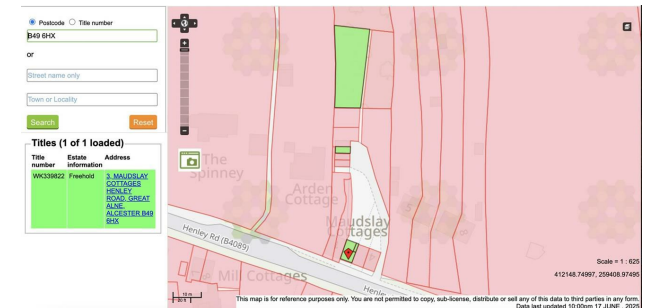 Postcode Title number
B49 6HX
or
Street name only
Town or Locality
Search Reset
Titles (1 of 1 loaded)
Title number Estate information Address
WK339822 Freehold 3, MAUDSLAY COTTAGES HENLEY ROAD, GREAT ALNE, ALCESTER B49 6HX
The Spinney
Arden Cottage
Maudslay
ttages
Henley Rd (B4089)
Mill Cottages
Henle
Scale = 1 : 625
412148.74997, 259408.97495
10 m
20 ft
This map is for reference purposes only. You are not permitted to copy, sub-license, distribute or sell any of this data to third parties in any form.
Data last updated 10:00pm 17 JUNE , 2025